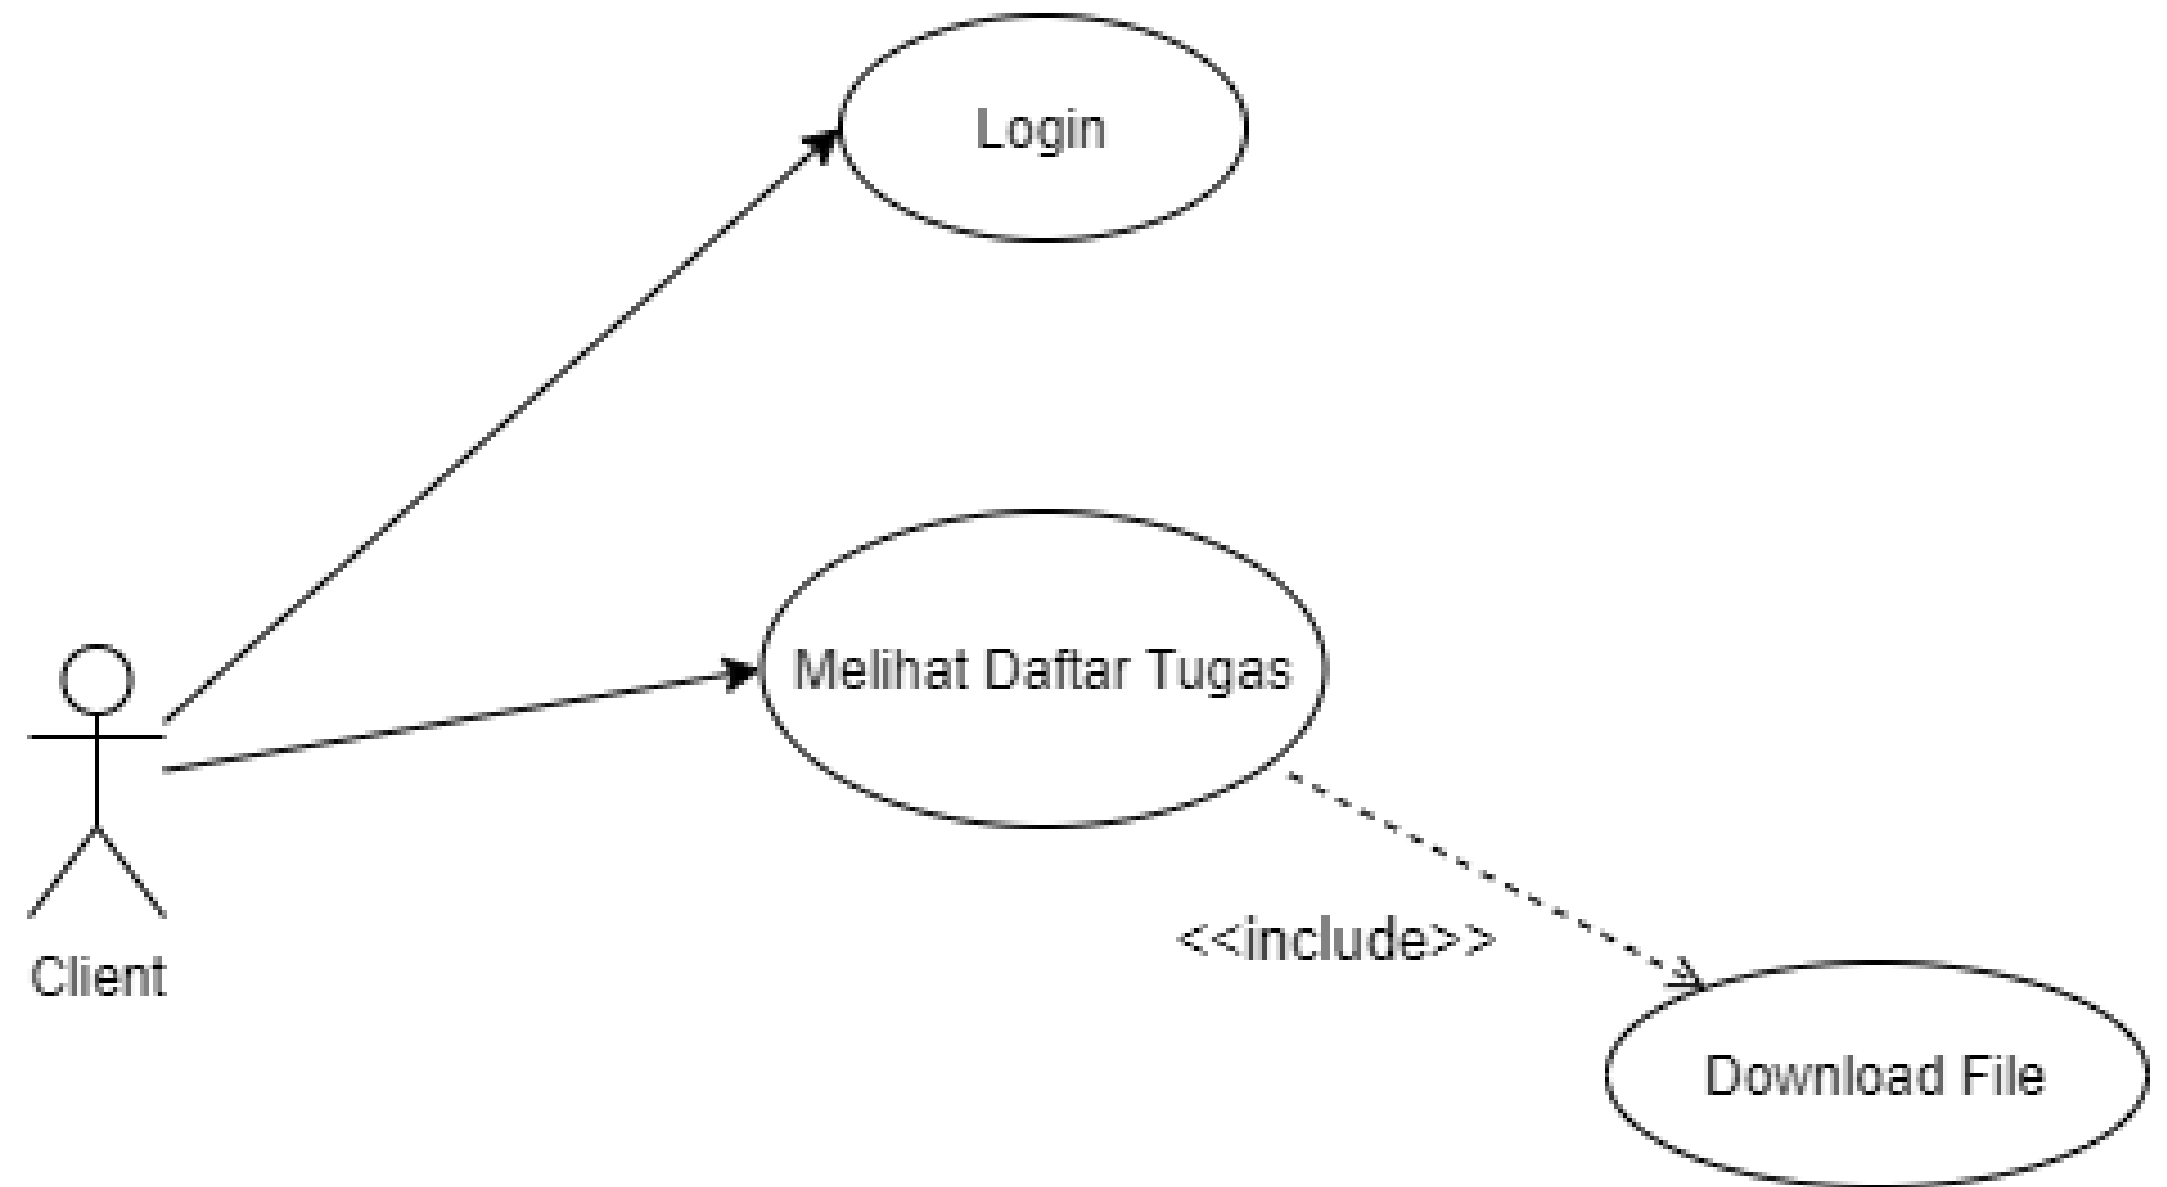 Login
Melihat Daftar Tugas
<<include>>
Client
Download File